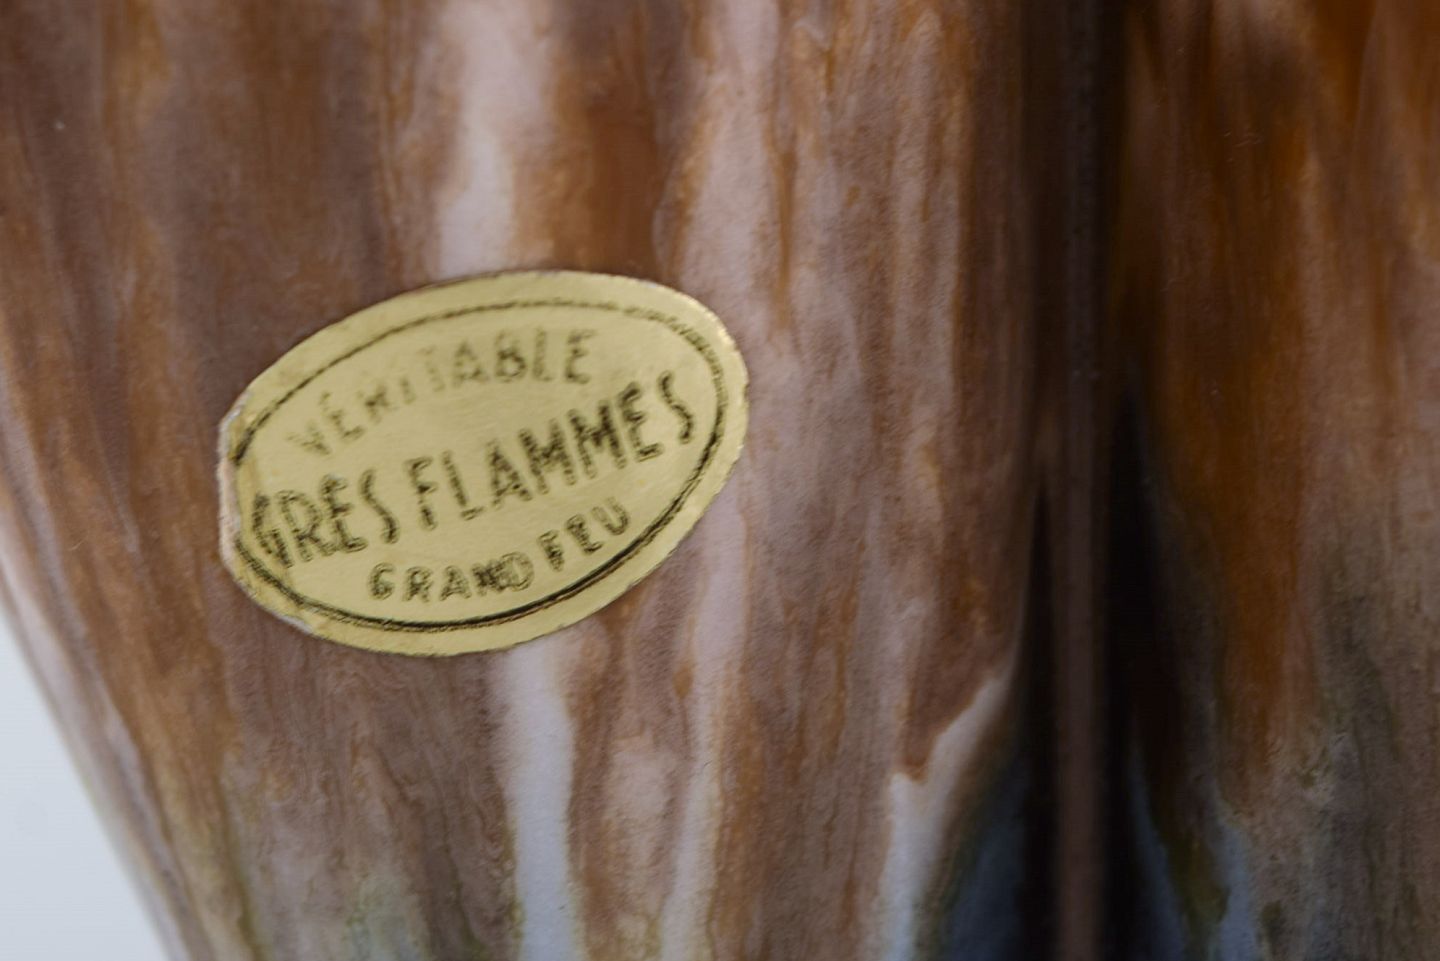 VÉRITABLE
GRES FLAMMES
GRAND FEU